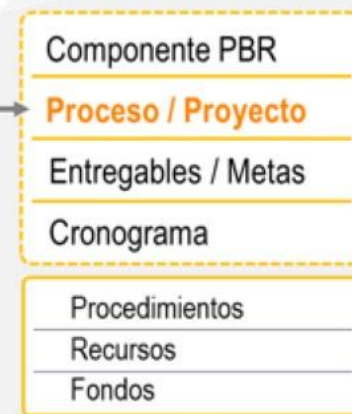 Componente PBR
Proceso / Proyecto
Entregables / Metas
Cronograma
Procedimientos
Recursos
Fondos